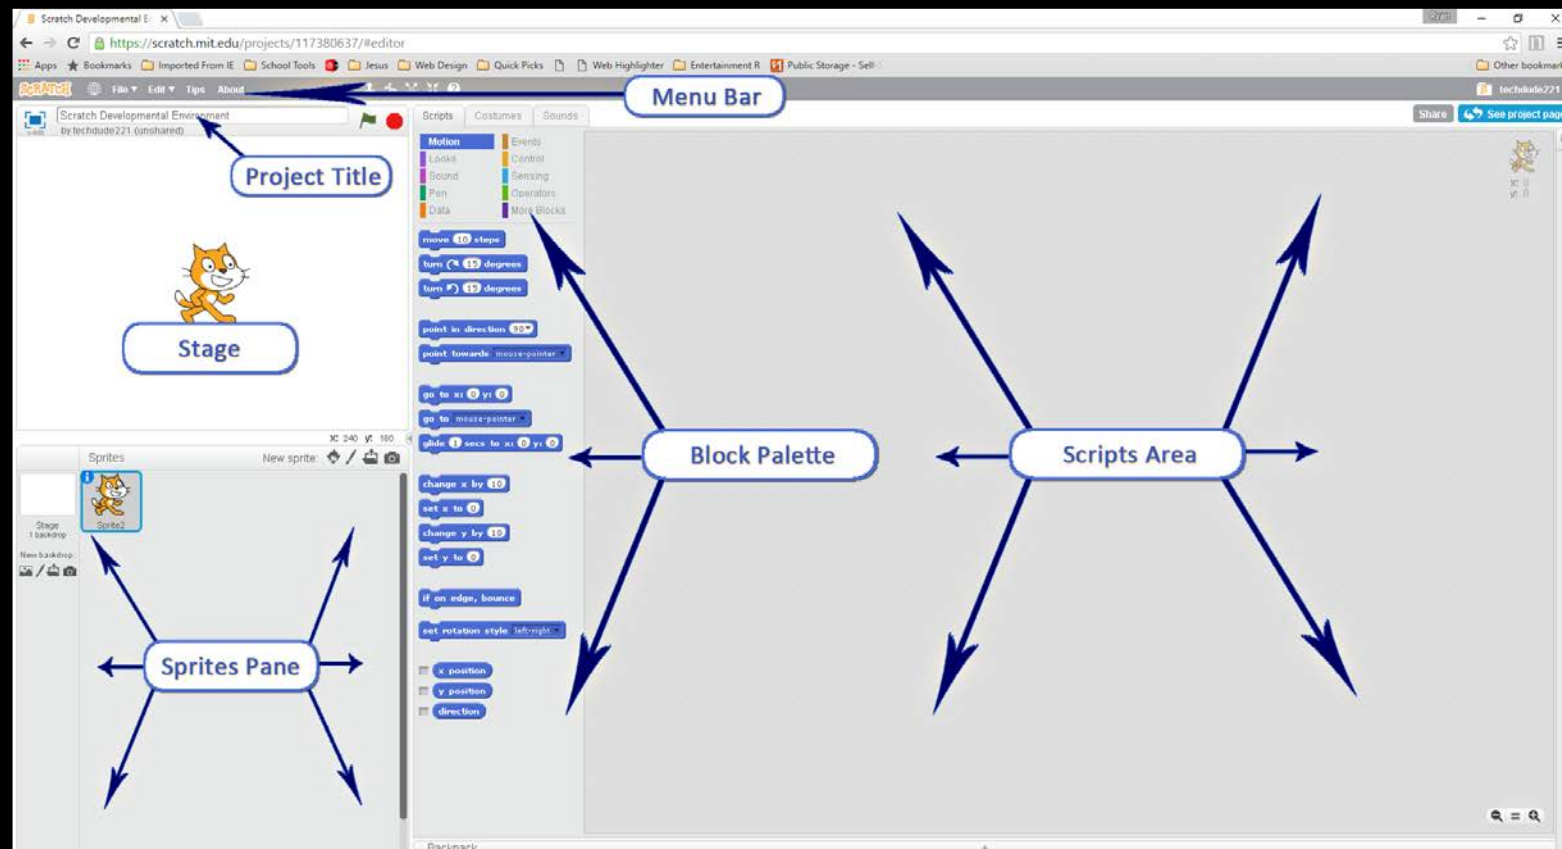 Scratch Developmental E
https://scratch.mit.edu/projects/117380637/#editor
Apps Bookmarks Imported From IE School Tools Jesus Web Design Quick Picks Web Highlighter Entertainment R Public Storage - Self Other bookmark
SCRATCH File Edit Tips About techdude221
Menu Bar
Scratch Developmental Environment
by techdude221 (unshared)
v446
Share See project page
Project Title
Stage
X: 240 y: 180
Sprites New sprite:
Stage
1 backdrop
New backdrop:
Sprite2
Sprites Pane
Scripts Costumes Sounds
Motion Events
Looks Control
Sound Sensing
Pen Operators
Data More Blocks
move 10 steps
turn 15 degrees
turn 15 degrees
point in direction 90
point towards mouse-pointer
go to x: 0 y: 0
go to mouse-pointer
glide 1 secs to x: 0 y: 0
change x by 10
set x to 0
change y by 10
set y to 0
if on edge, bounce
set rotation style left-right
x position
y position
direction
Block Palette
Scripts Area
x: 0
y: 0
Backpack